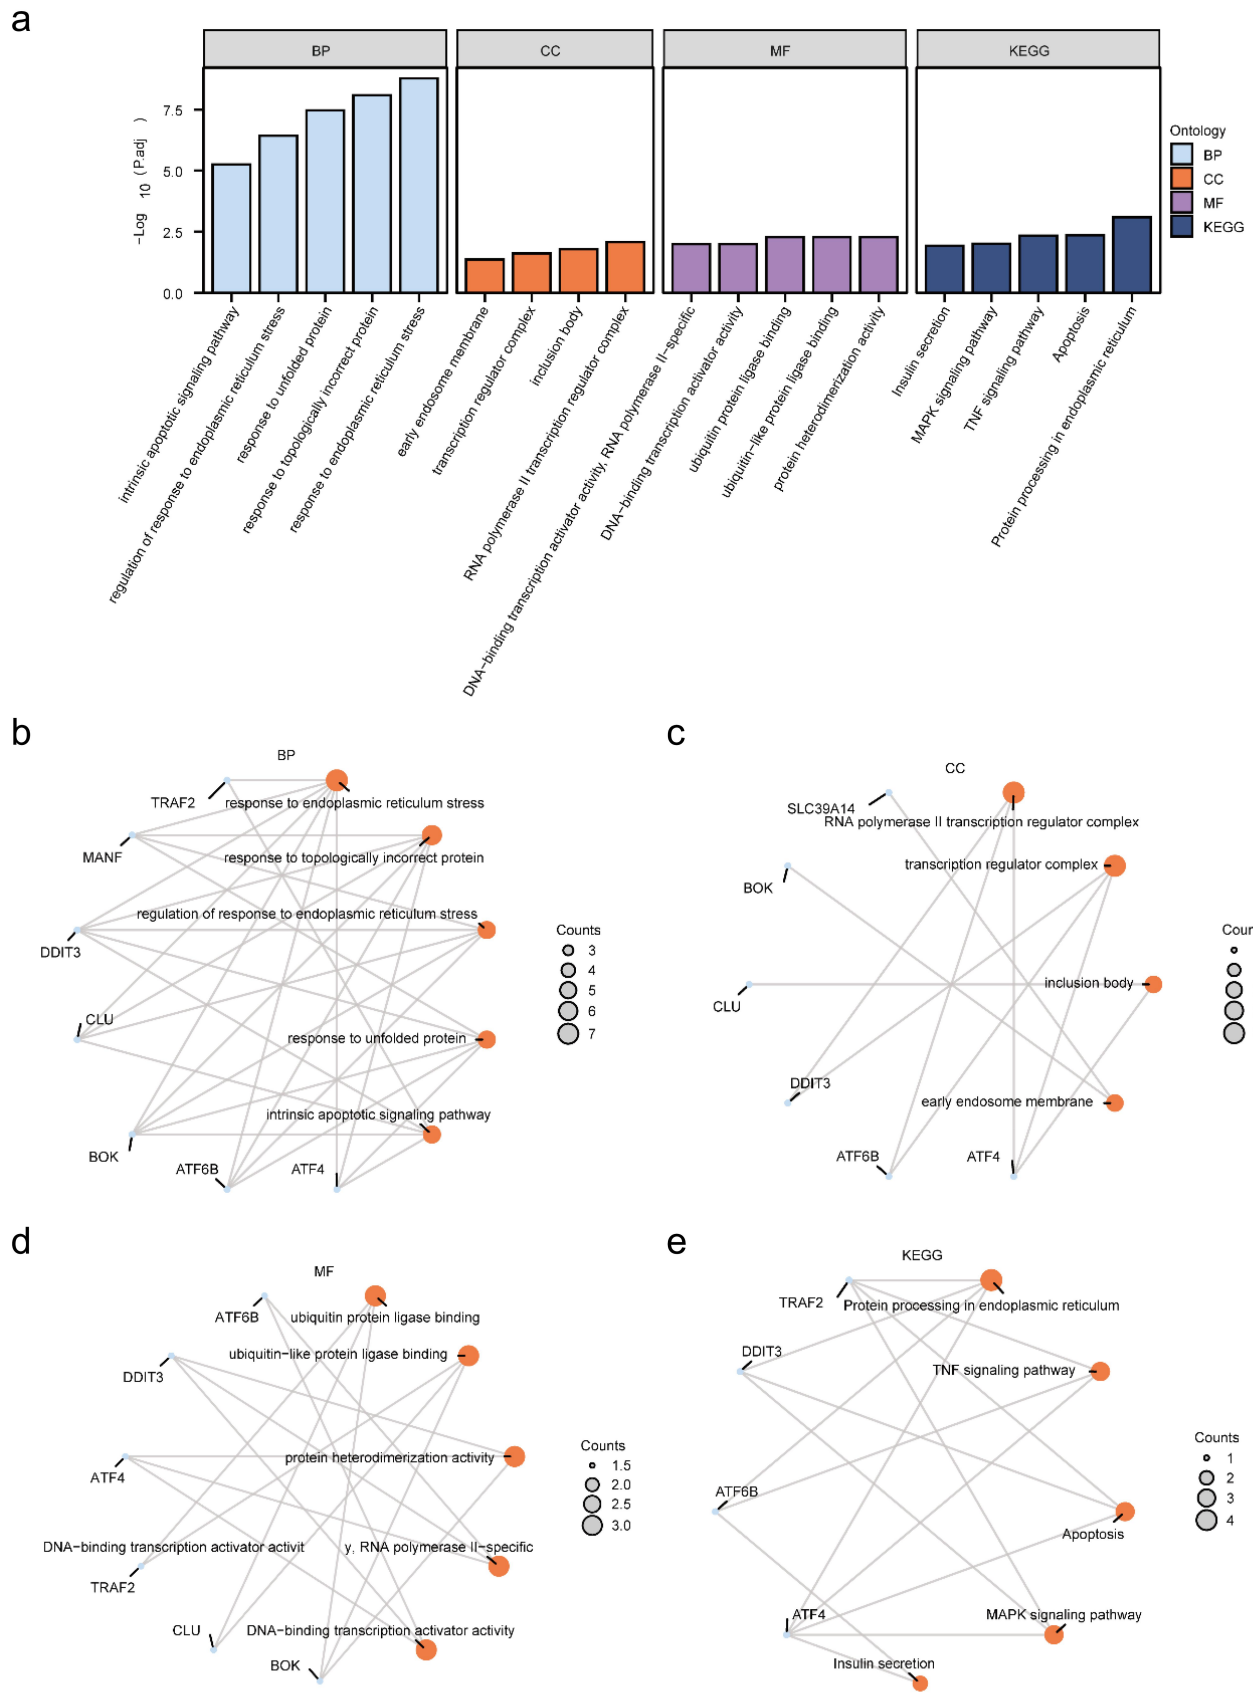 a
BP
CC
MF
KEGG
−Log 10 (P.adj )
7.5
5.0
2.5
0.0
Ontology
BP
CC
MF
KEGG
intrinsic apoptotic signaling pathway
regulation of response to endoplasmic reticulum stress
response to unfolded protein
response to topologically incorrect protein
response to endoplasmic reticulum stress
early endosome membrane
transcription regulator complex
inclusion body
RNA polymerase II transcription regulator complex
DNA−binding transcription activator activity, RNA polymerase II−specific
DNA−binding transcription activator activity
ubiquitin protein ligase binding
ubiquitin−like protein ligase binding
protein heterodimerization activity
Insulin secretion
MAPK signaling pathway
TNF signaling pathway
Apoptosis
Protein processing in endoplasmic reticulum
b
BP
TRAF2
response to endoplasmic reticulum stress
MANF
response to topologically incorrect protein
regulation of response to endoplasmic reticulum stress
DDIT3
CLU
response to unfolded protein
intrinsic apoptotic signaling pathway
BOK
ATF6B
ATF4
Counts
3
4
5
6
7
c
CC
SLC39A14
RNA polymerase II transcription regulator complex
transcription regulator complex
BOK
inclusion body
CLU
DDIT3
early endosome membrane
ATF6B
ATF4
Coun
d
MF
ATF6B
ubiquitin protein ligase binding
ubiquitin−like protein ligase binding
DDIT3
protein heterodimerization activity
ATF4
DNA−binding transcription activator activit
y, RNA polymerase II−specific
TRAF2
CLU
DNA−binding transcription activator activity
BOK
Counts
1.5
2.0
2.5
3.0
e
KEGG
TRAF2
Protein processing in endoplasmic reticulum
DDIT3
TNF signaling pathway
ATF6B
Apoptosis
ATF4
MAPK signaling pathway
Insulin secretion
Counts
1
2
3
4